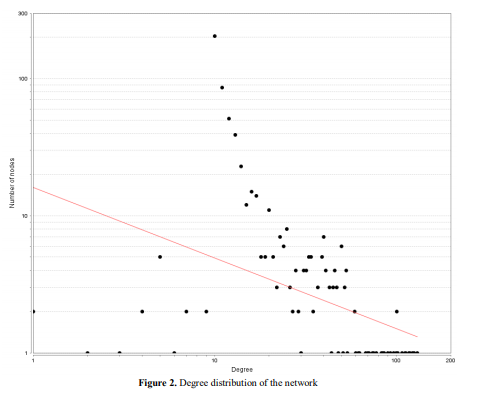 300
100
10
1
Number of nodes
1
10
100
200
Degree
Figure 2. Degree distribution of the network